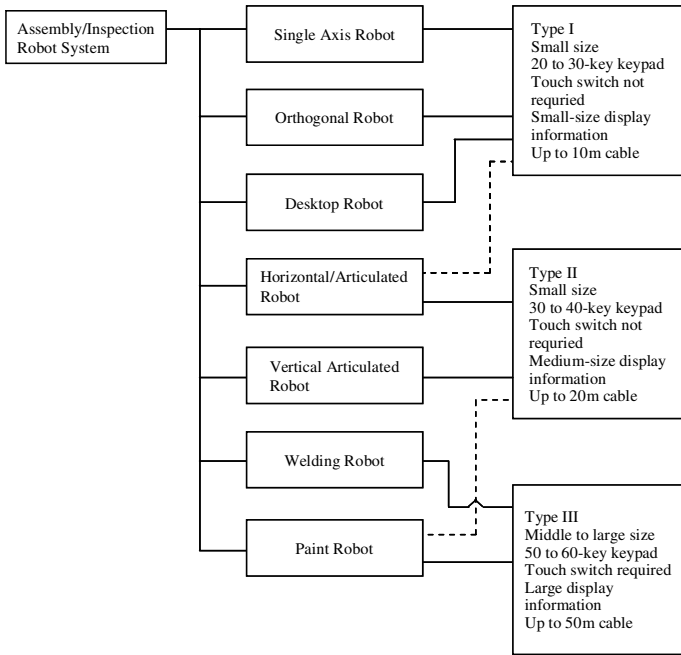 Assembly/Inspection
Robot System
Single Axis Robot
Orthogonal Robot
Desktop Robot
Horizontal/Articulated
Robot
Vertical Articulated
Robot
Welding Robot
Paint Robot
Type I
Small size
20 to 30-key keypad
Touch switch not
requried
Small-size display
information
Up to 10m cable
Type II
Small size
30 to 40-key keypad
Touch switch not
requried
Medium-size display
information
Up to 20m cable
Type III
Middle to large size
50 to 60-key keypad
Touch switch required
Large display
information
Up to 50m cable